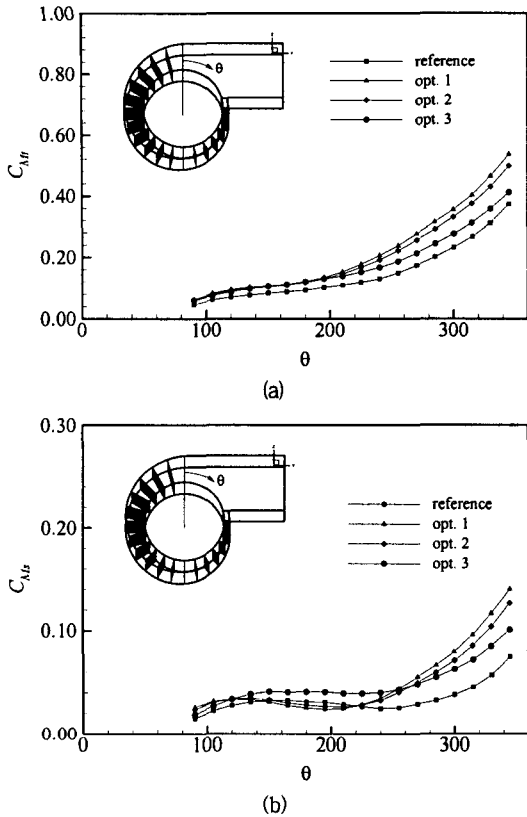 1.00
0.80
0.60
0.40
0.20
0.00
C_Mt
θ
reference
opt. 1
opt. 2
opt. 3
0
100
200
300
θ
(a)
0.30
0.20
0.10
0.00
C_Ms
θ
reference
opt. 1
opt. 2
opt. 3
0
100
200
300
θ
(b)